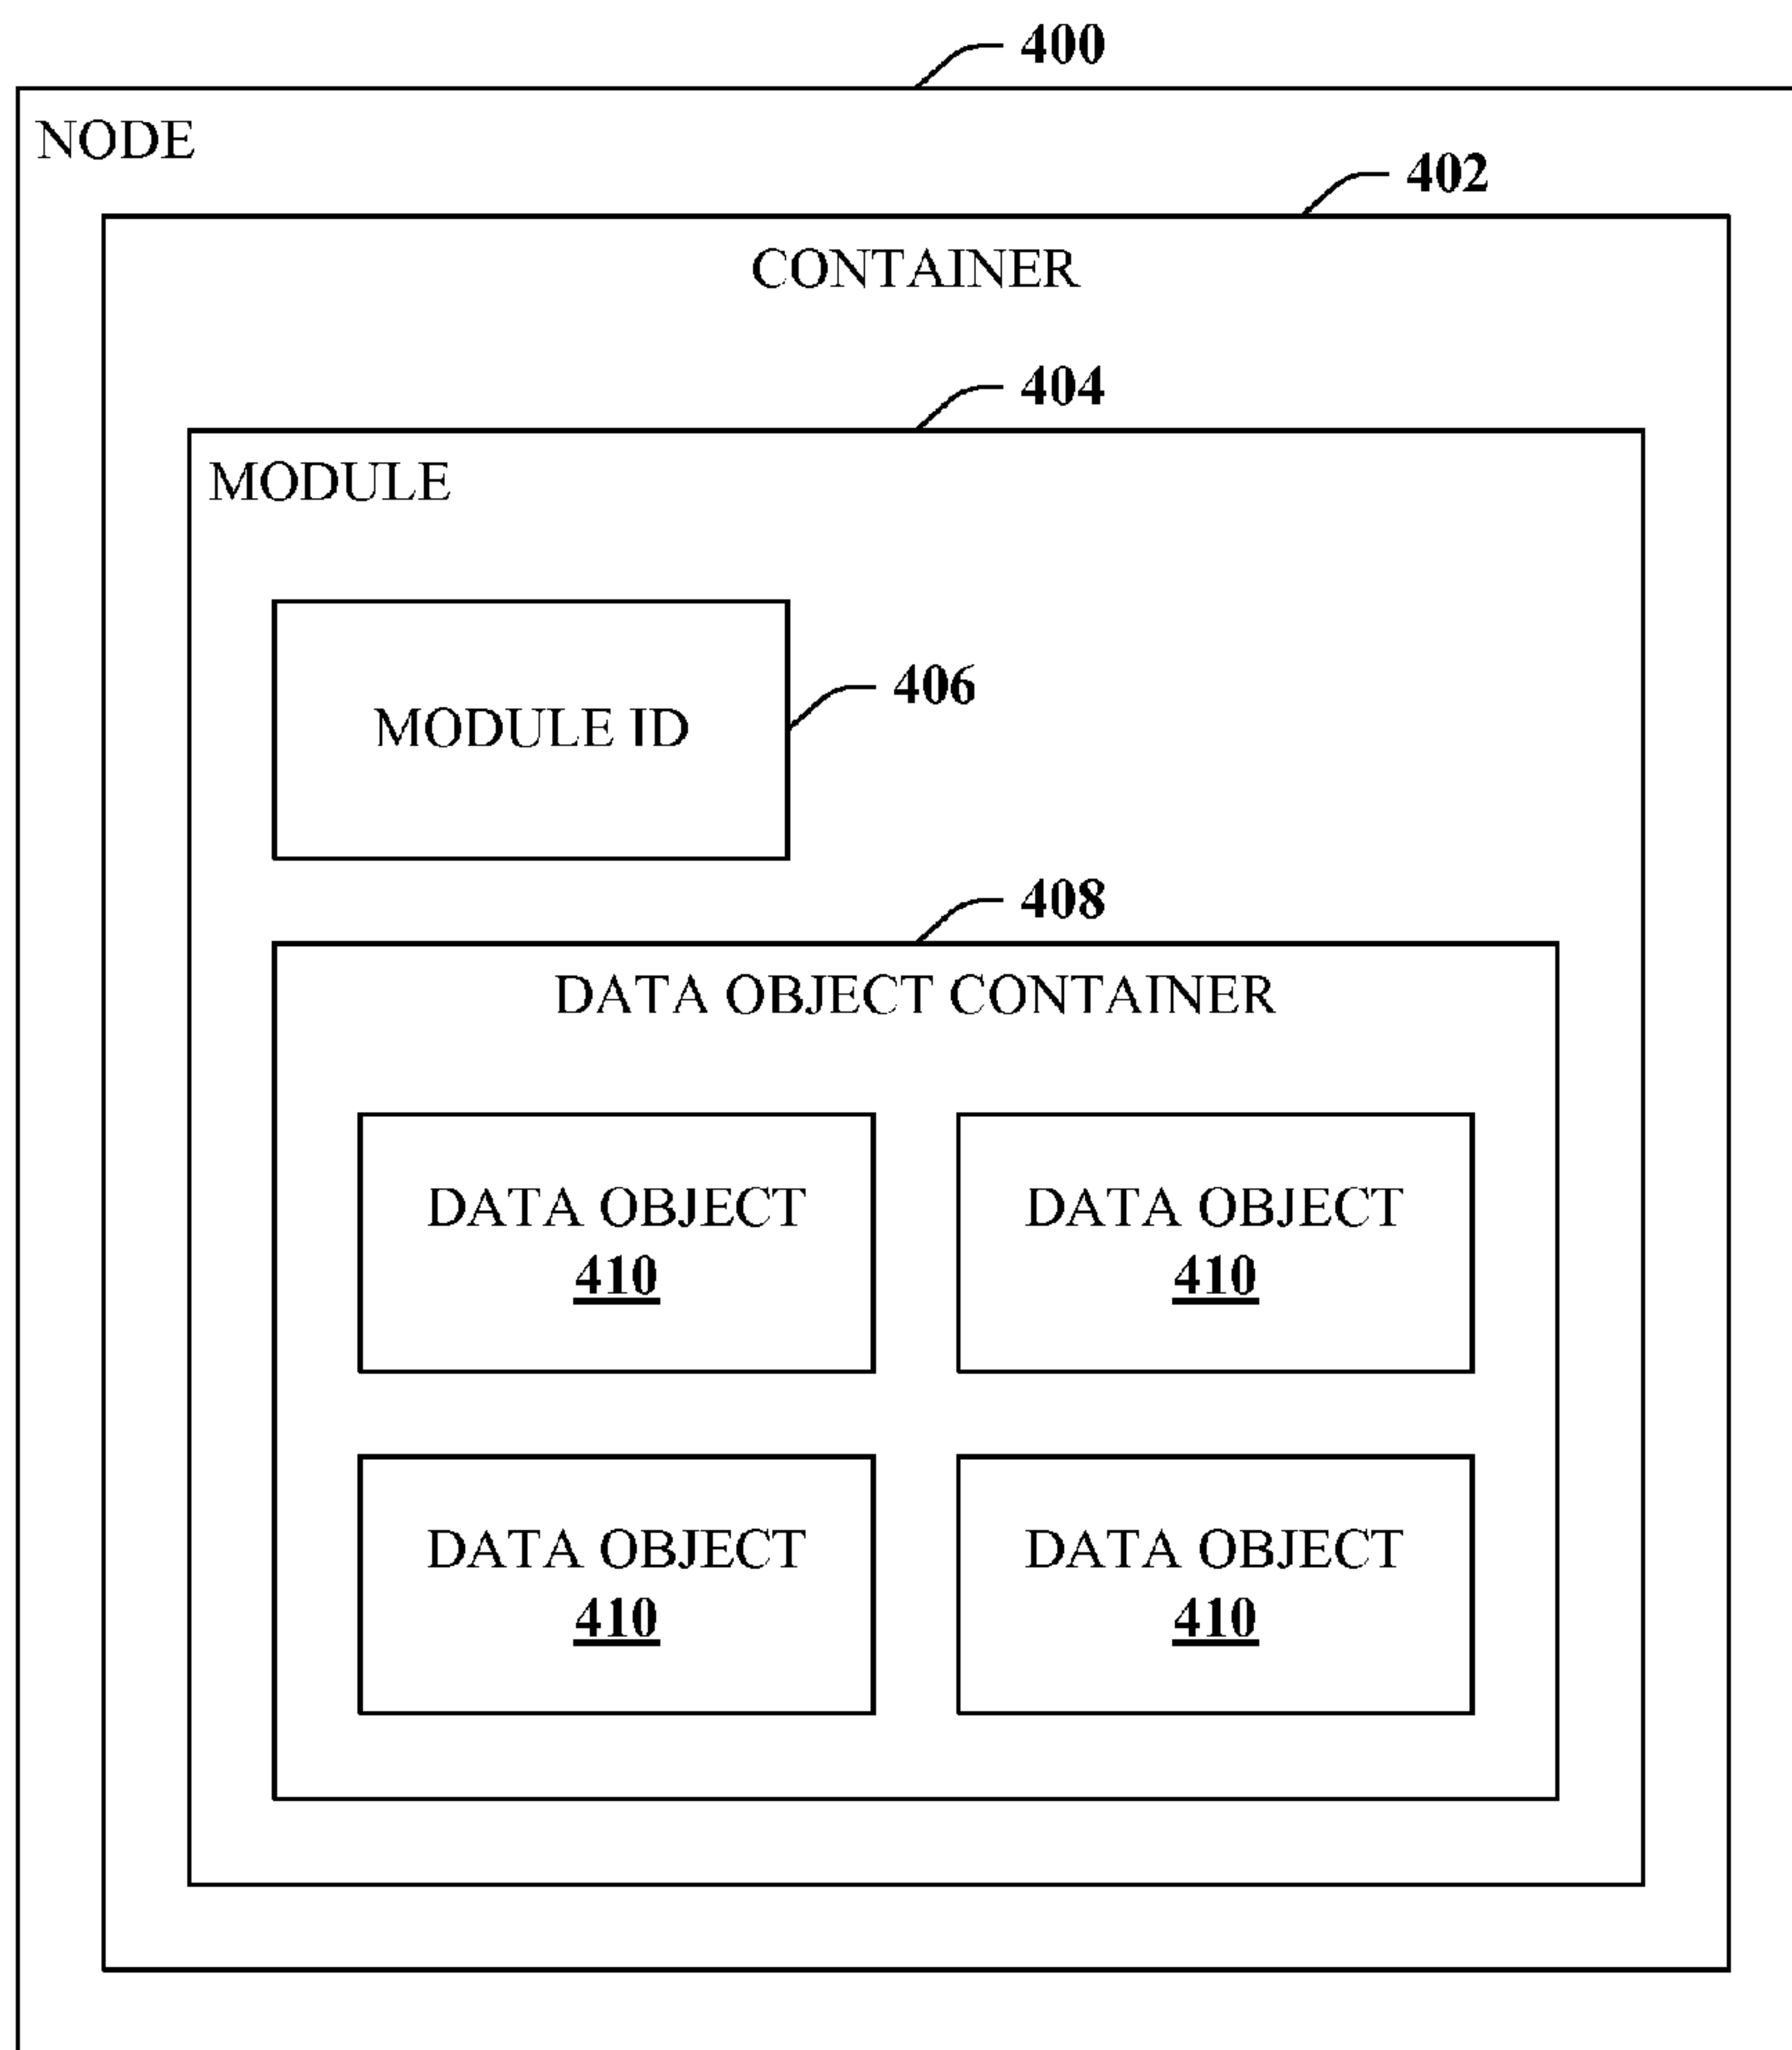 400
NODE
402
CONTAINER
404
MODULE
MODULE ID
406
408
DATA OBJECT CONTAINER
DATA OBJECT
410
DATA OBJECT
410
DATA OBJECT
410
DATA OBJECT
410